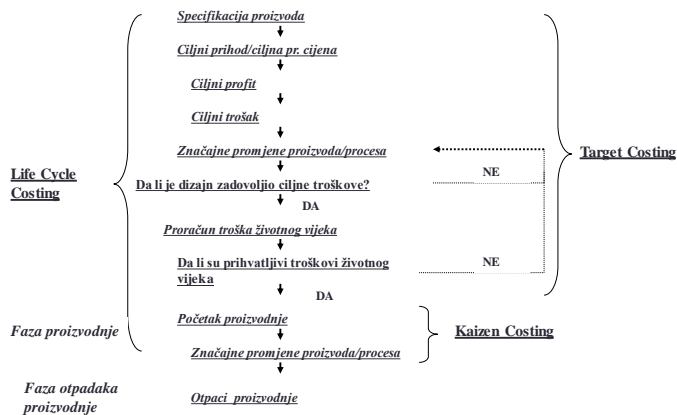 Specifikacija proizvoda
Ciljni prihod/ciljna pr. cijena
Ciljni profit
Ciljni trošak
Značajne promjene proizvoda/procesa
Target Costing
Life Cycle
Costing
Da li je dizajn zadovoljio ciljne troškove?
NE
DA
Proračun troška životnog vijeka
Da li su prihvatljivi troškovi životnog
vijeka
NE
DA
Početak proizvodnje
Faza proizvodnje
Kaizen Costing
Značajne promjene proizvoda/procesa
Faza otpadaka
proizvodnje
Otpaci proizvodnje